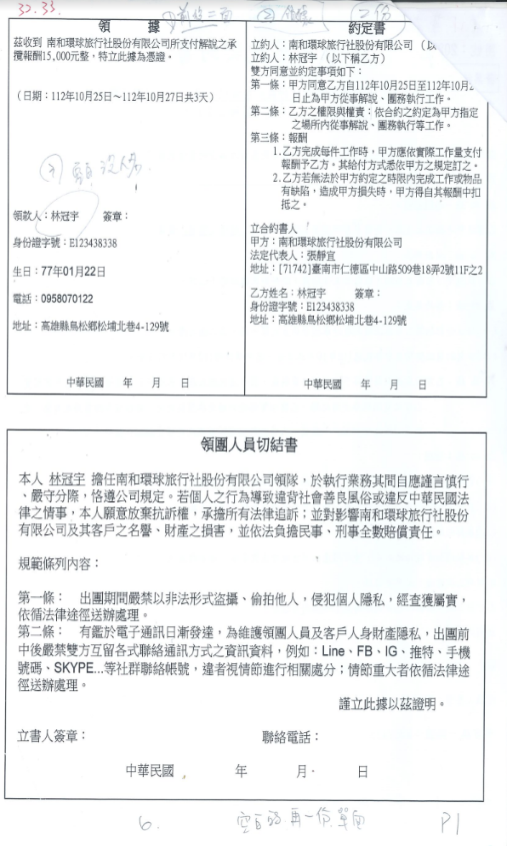 32.33
領　據
茲收到 南和環球旅行社股份有限公司所支付解說之承
攬報酬15,000元整，特立此據為憑證。
（日期：112年10月25日～112年10月27日共3天）
領款人：林冠宇　　簽章：
身份證字號：E123438338
生日：77年01月22日
電話：0958070122
地址：高雄縣鳥松鄉松埔北巷4-129號
中華民國　年　月　日
約定書
立約人：南和環球旅行社股份有限公司（以
立約人：林冠宇（以下稱乙方）
雙方同意並約定事項如下：
第一條：甲方同意乙方自112年10月25日至112年10月2
日止為甲方從事解說、團務執行工作。
第二條：乙方之權限與權責：依合約之約定為甲方指定
之場所內從事解說、團務執行等工作。
第三條：報酬
1.乙方完成每件工作時，甲方應依實際工作量支付
報酬予乙方。其給付方式悉依甲方之規定訂之。
2.乙方若無法於甲方約定之時限內完成工作或物品
有缺陷，造成甲方損失時，甲方得自其報酬中扣
抵之。
立合約書人
甲方：南和環球旅行社股份有限公司
法定代表人：張靜宜
地址：[71742]臺南市仁德區中山路509巷18弄2號11F之2
乙方姓名：林冠宇　　簽章：
身份證字號：E123438338
地址：高雄縣鳥松鄉松埔北巷4-129號
中華民國　年　月　日
領團人員切結書
本人 林冠宇 擔任南和環球旅行社股份有限公司領隊，於執行業務其間自應謹言慎行
、嚴守分際，恪遵公司規定。若個人之行為導致違背社會善良風俗或違反中華民國法
律之情事，本人願意放棄抗訴權，承擔所有法律追訴；並對影響南和環球旅行社股份
有限公司及其客戶之名譽、財產之損害，並依法負擔民事、刑事全數賠償責任。
規範條列內容：
第一條：　出團期間嚴禁以非法形式盜攝、偷拍他人，侵犯個人隱私，經查獲屬實，
依循法律途徑送辦處理。
第二條：　有鑑於電子通訊日漸發達，為維護領團人員及客戶人身財產隱私，出團前
中後嚴禁雙方互留各式聯絡通訊方式之資訊資料，例如：Line、FB、IG、推特、手機
號碼、SKYPE...等社群聯絡帳號，違者視情節進行相關處分；情節重大者依循法律途
徑送辦處理。
謹立此據以茲證明。
立書人簽章：　　聯絡電話：
中華民國　年　月　日
6.
P1